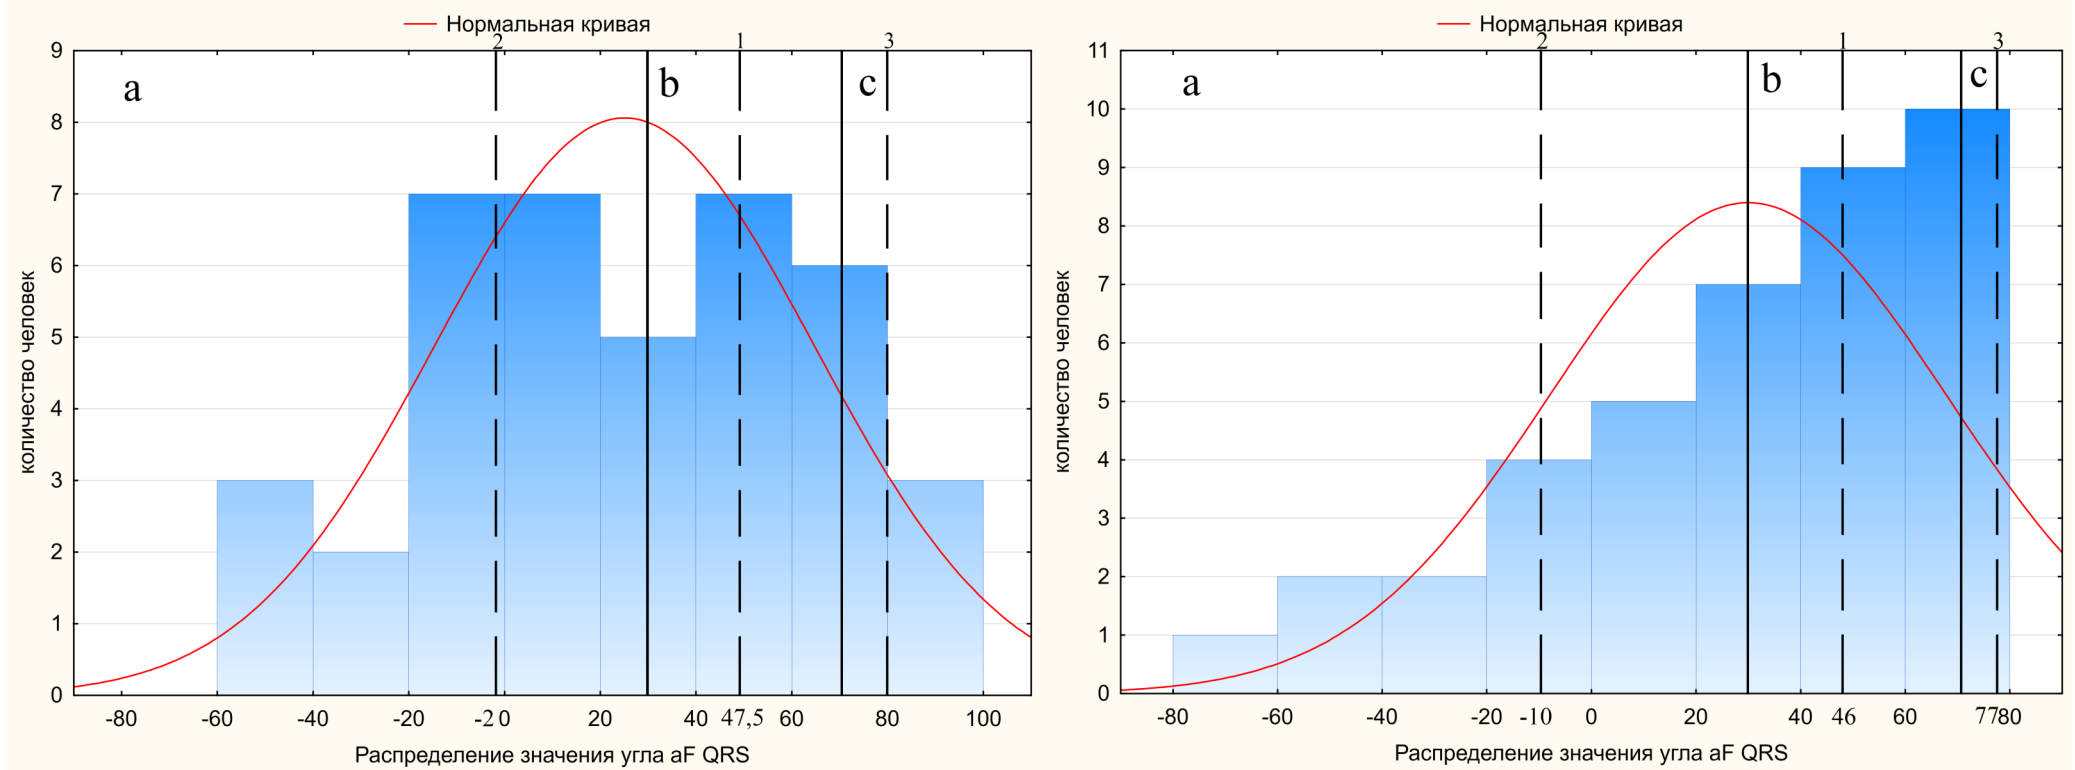 Нормальная кривая
2 1 3
a b c
9
8
7
6
5
4
3
2
1
0
количество человек
-80 -60 -40 -20 -2 0 20 40 47,5 60 80 100
Распределение значения угла aF QRS
Нормальная кривая
2 1 3
a b c
11
10
9
8
7
6
5
4
3
2
1
0
количество человек
-80 -60 -40 -20 -10 0 20 40 46 60 77 80
Распределение значения угла aF QRS